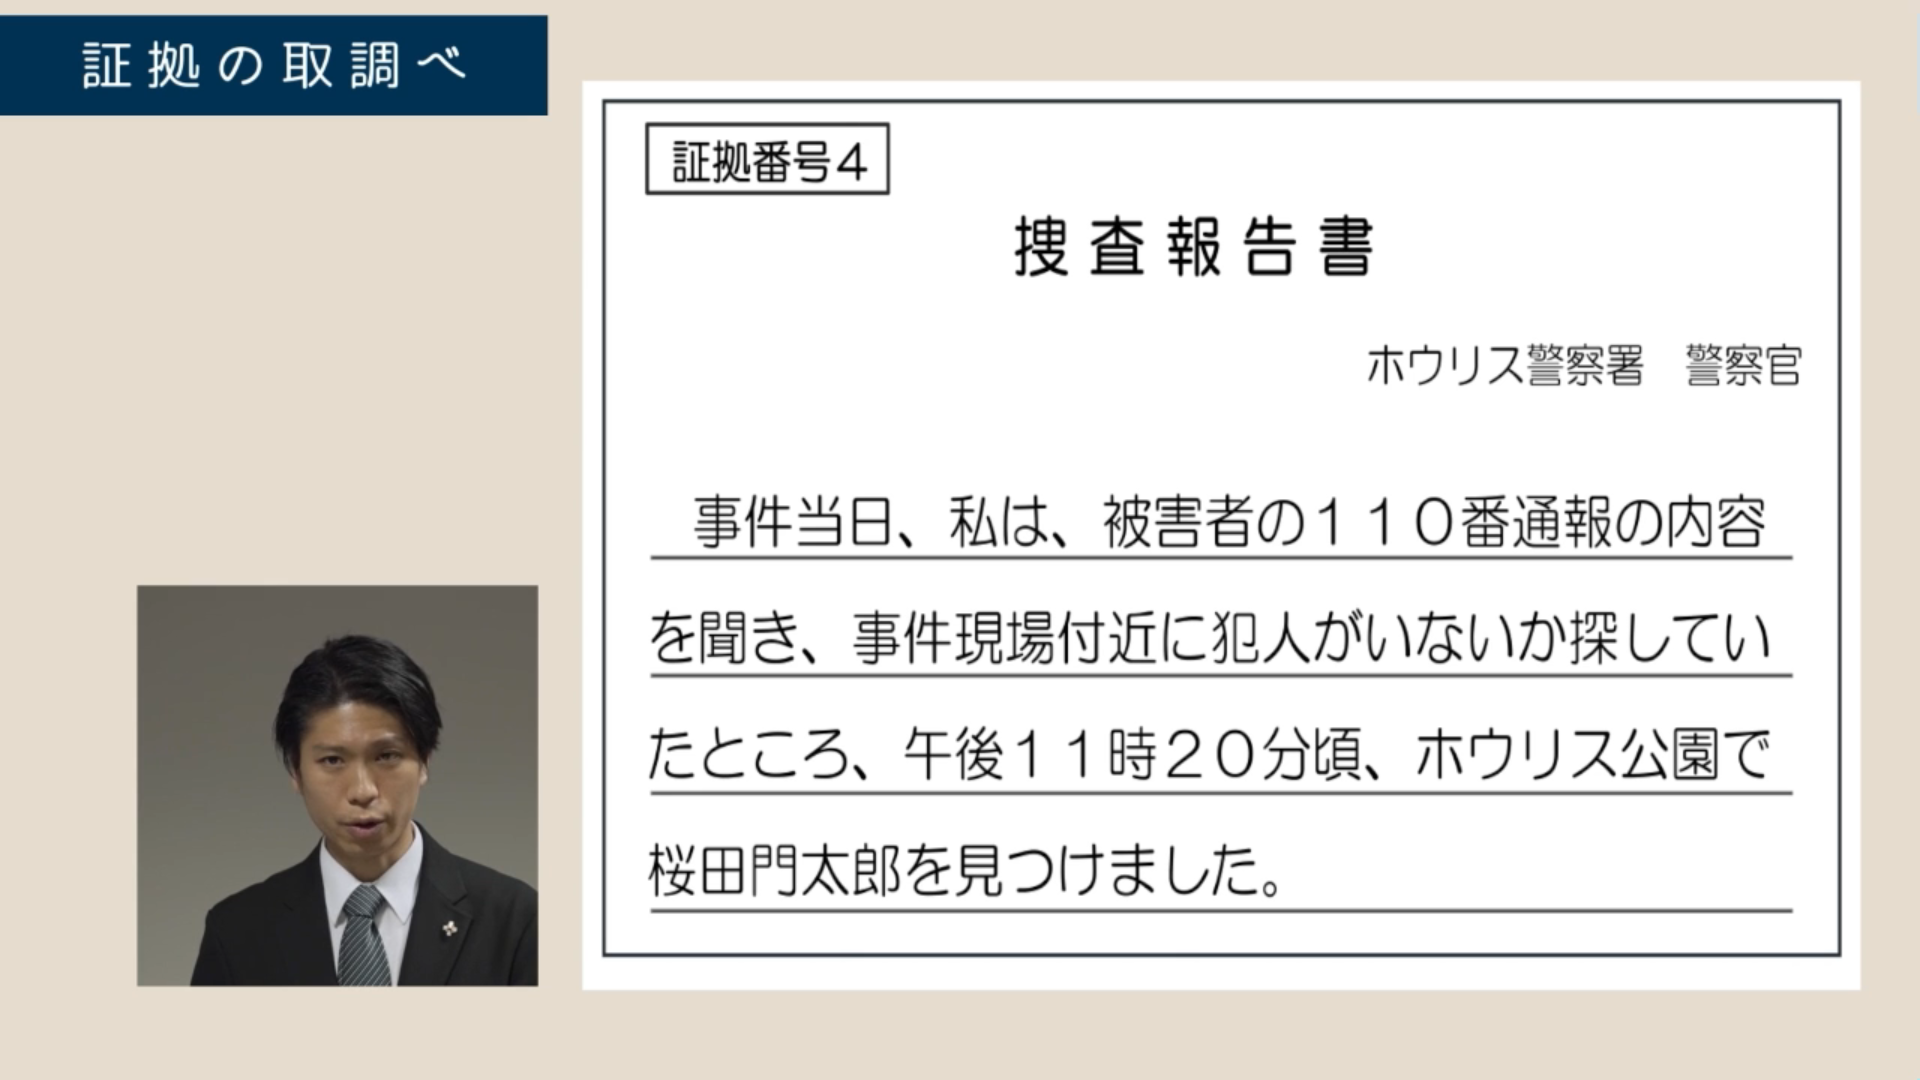 証拠の取調べ
証拠番号４
捜査報告書
ホウリス警察署　警察官
事件当日、私は、被害者の１１０番通報の内容
を聞き、事件現場付近に犯人がいないか探してい
たところ、午後１１時２０分頃、ホウリス公園で
桜田門太郎を見つけました。